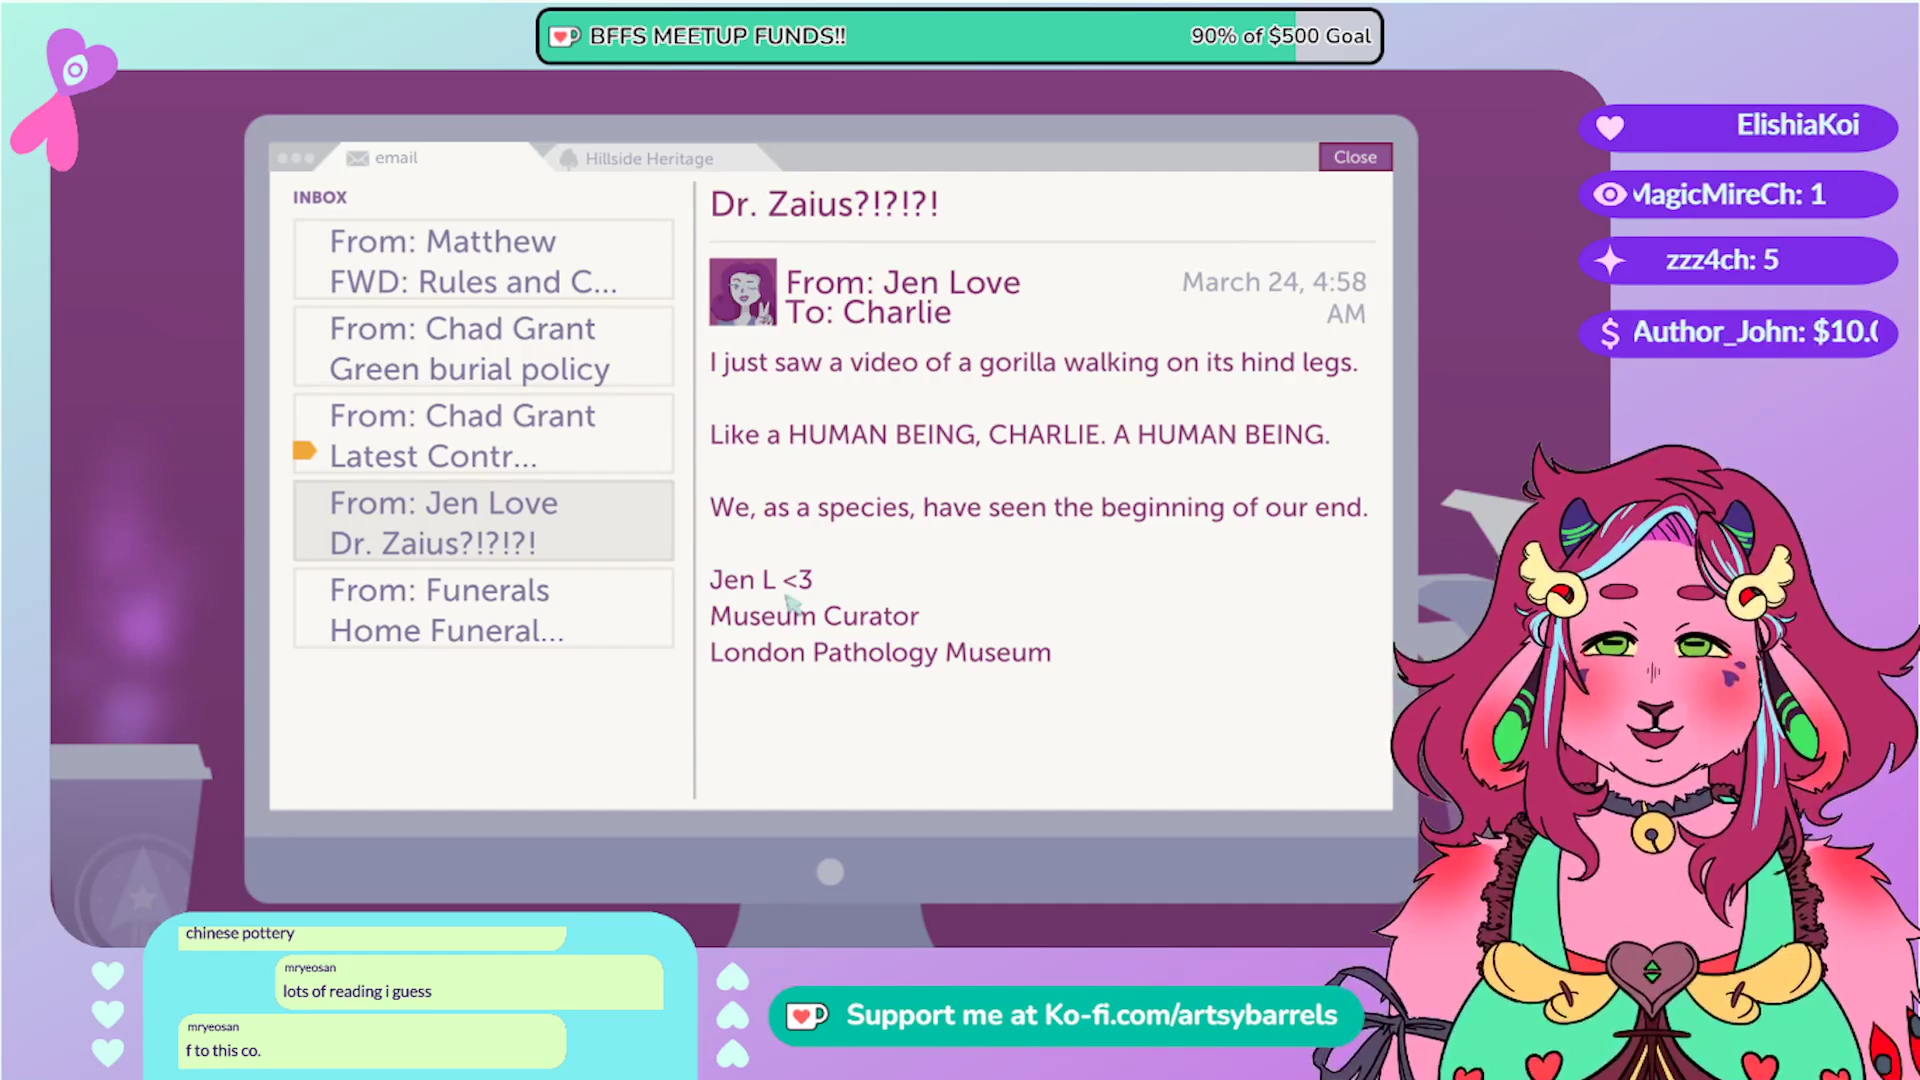 BFFS MEETUP FUNDS!!
90% of $500 Goal
email
Hillside Heritage
Close
INBOX
From: Matthew
FWD: Rules and C...
From: Chad Grant
Green burial policy
From: Chad Grant
Latest Contr...
From: Jen Love
Dr. Zaius?!?!?!
From: Funerals
Home Funeral...
Dr. Zaius?!?!?!
From: Jen Love
To: Charlie
March 24, 4:58
AM
I just saw a video of a gorilla walking on its hind legs.
Like a HUMAN BEING, CHARLIE. A HUMAN BEING.
We, as a species, have seen the beginning of our end.
Jen L <3
Museum Curator
London Pathology Museum
ElishiaKoi
MagicMireCh: 1
zzz4ch: 5
Author_John: $10.0
chinese pottery
mryeosan
lots of reading i guess
mryeosan
f to this co.
Support me at Ko-fi.com/artsybarrels